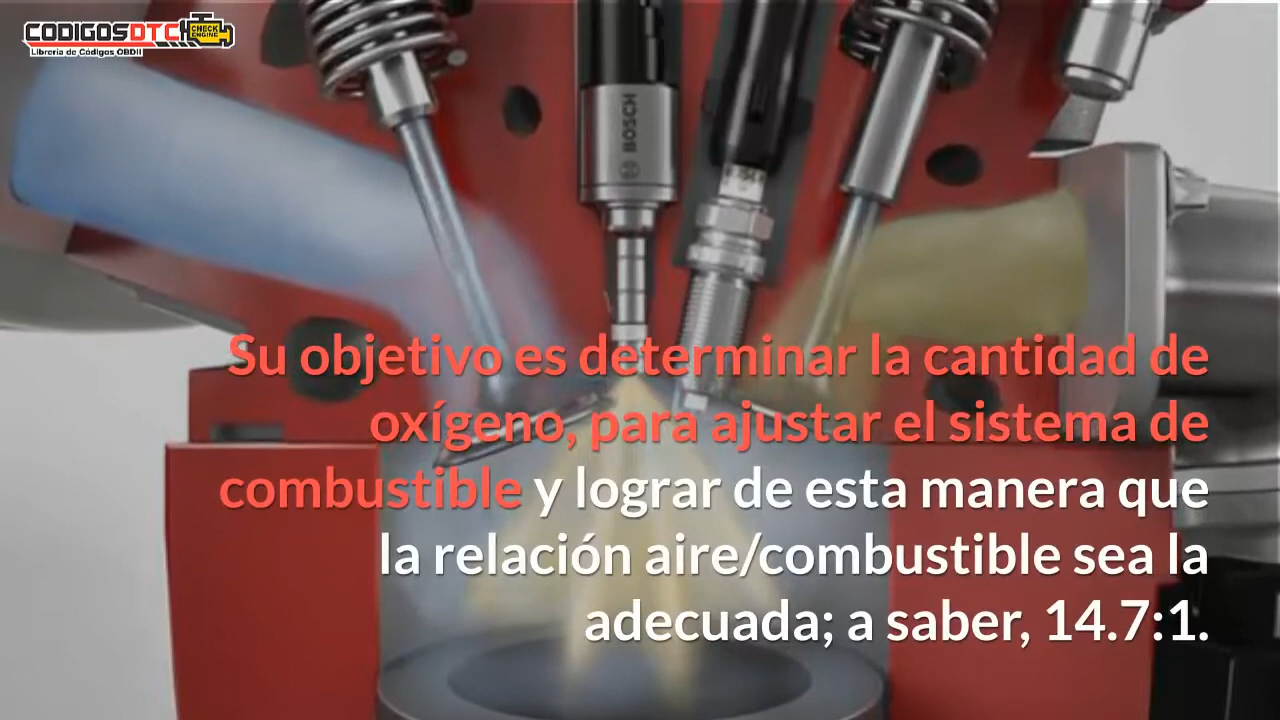 CODIGOSDTC
CHECK
ENGINE
Librería de Códigos OBDII
BOSCH
Su objetivo es determinar la cantidad de
oxígeno, para ajustar el sistema de
combustible y lograr de esta manera que
la relación aire/combustible sea la
adecuada; a saber, 14.7:1.